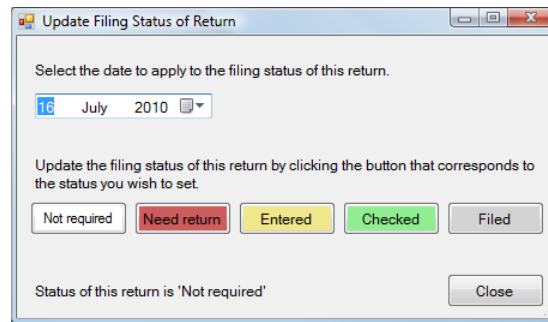 Update Filing Status of Return
Select the date to apply to the filing status of this return.
16 July 2010
Update the filing status of this return by clicking the button that corresponds to
the status you wish to set.
Not required Need return Entered Checked Filed
Status of this return is 'Not required' Close